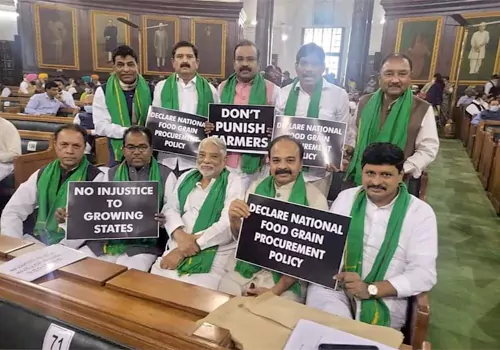 DECLARE NATIONAL
FOOD GRAIN
PROCUREMENT
POLICY
DON'T
PUNISH
FARMERS
DECLARE NATIONAL
FOOD GRAIN
PROCUREMENT
POLICY
NO INJUSTICE
TO
GROWING
STATES
DECLARE NATIONAL
FOOD GRAIN
PROCUREMENT
POLICY
71